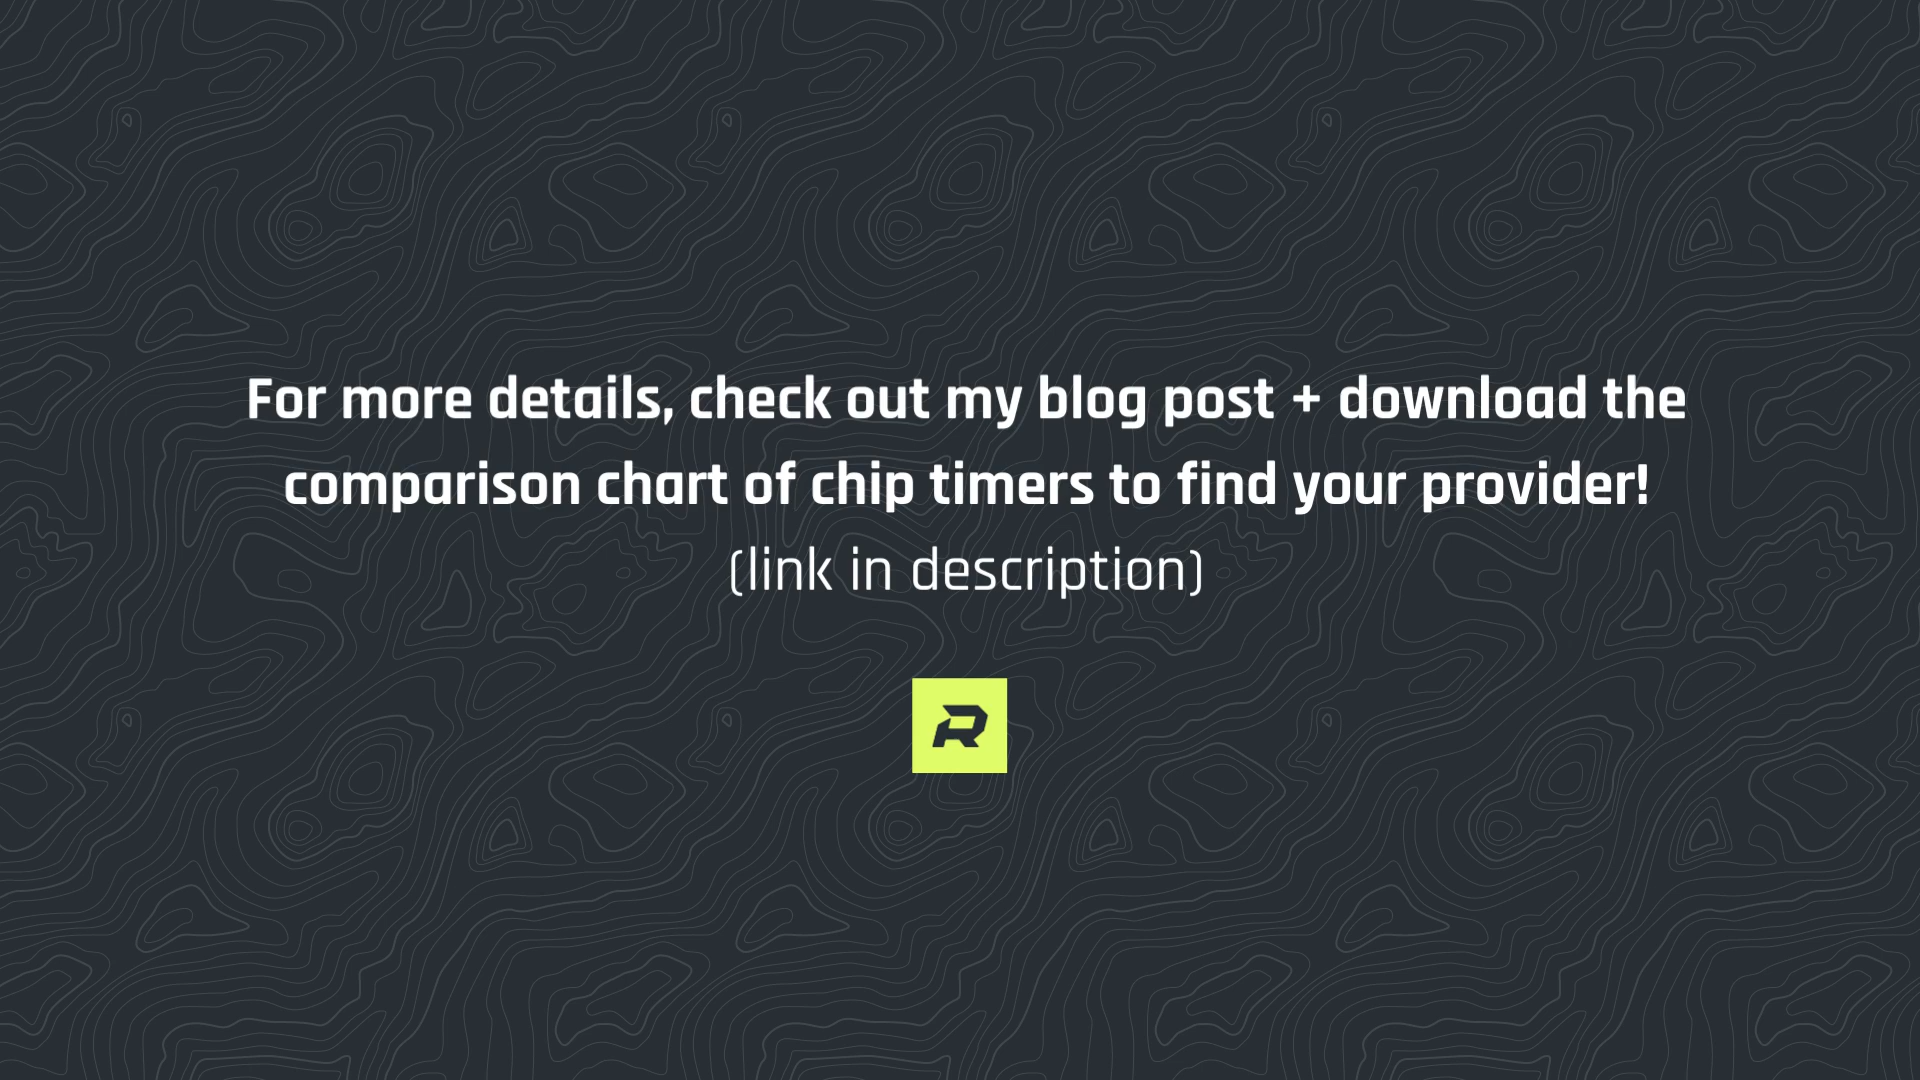 For more details, check out my blog post + download the
comparison chart of chip timers to find your provider!
(link in description)
R